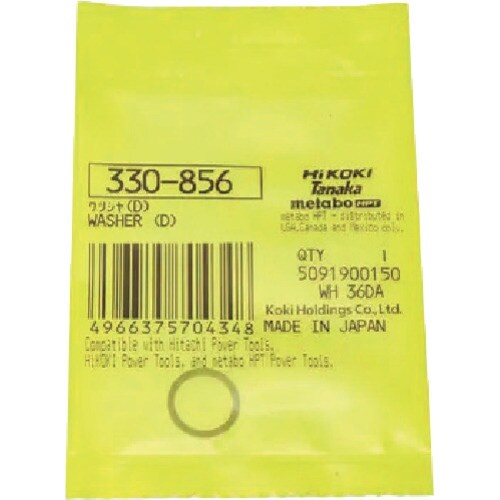 330-856
ワツシヤ(D)
WASHER (D)
4966375704348
HiKOKI
Tanaka
metabo HPT
metabo HPT - distributed in
USA,Canada and Mexico only.
QTY 1
5091900150
WH 36DA
Koki Holdings Co.,Ltd.
MADE IN JAPAN
Compatible with Hitachi Power Tools,
HiKOKI Power Tools, and metabo HPT Power Tools.